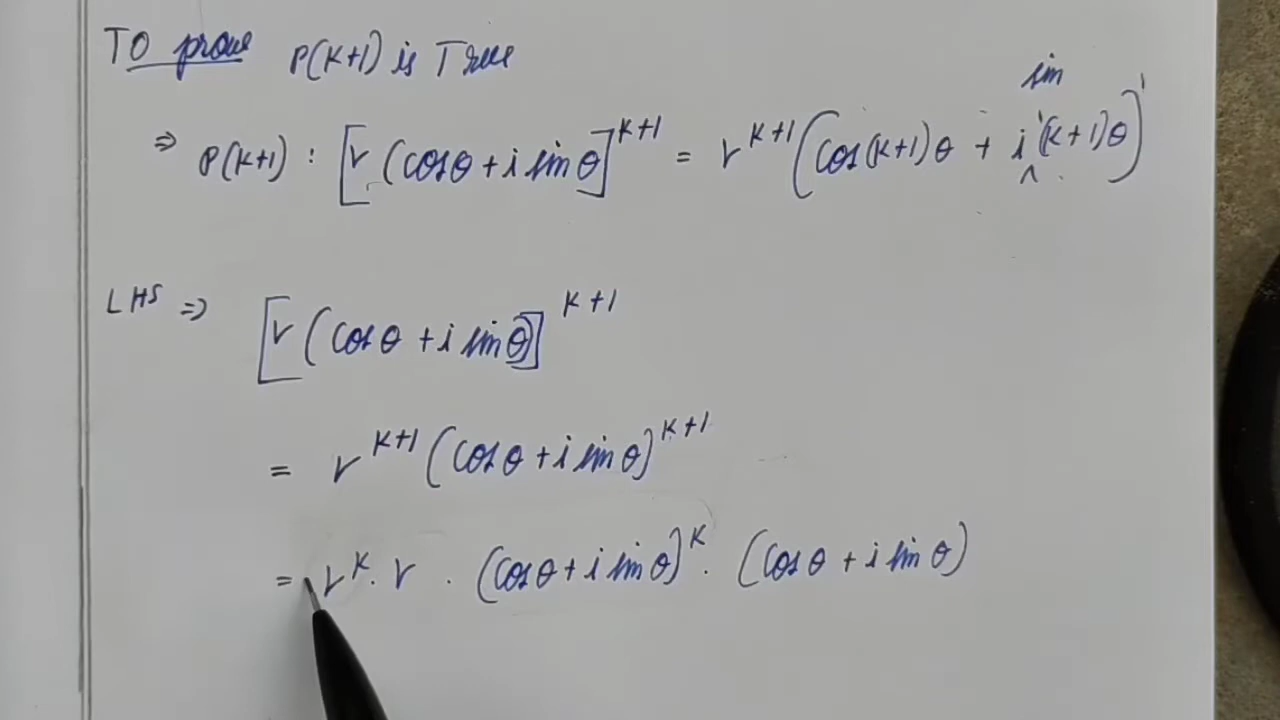 To prove P(K+1) is True
⇒ P(K+1) : [r (cosθ + i sinθ]^{K+1} = r^{K+1} (cos(K+1)θ + i sin (K+1)θ)
LHS ⇒ [r (cosθ + i sinθ)]^{K+1}
= r^{K+1} (cosθ + i sinθ)^{K+1}
= r^K . r . (cosθ + i sinθ)^K . (cosθ + i sinθ)